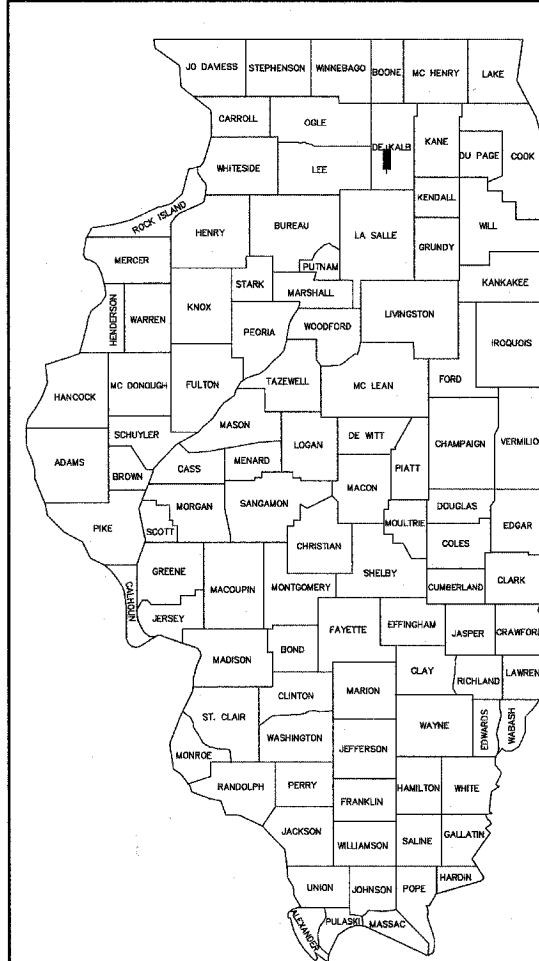 JO DAVIESS
STEPHENSON
WINNEBAGO
BOONE
MC HENRY
LAKE
CARROLL
OGLE
DE KALB
KANE
DU PAGE
COOK
WHITESIDE
LEE
KENDALL
ROCK ISLAND
HENRY
BUREAU
LA SALLE
GRUNDY
WILL
MERCER
PUTNAM
KANKAKEE
STARK
MARSHALL
HENDERSON
WARREN
KNOX
PEORIA
WOODFORD
LIVINGSTON
IROQUOIS
HANCOCK
MC DONOUGH
FULTON
TAZEWELL
MC LEAN
FORD
MASON
SCHUYLER
LOGAN
DE WITT
CHAMPAIGN
VERMILIO
ADAMS
BROWN
CASS
MENARD
PIATT
MACON
MORGAN
SANGAMON
DOUGLAS
PIKE
SCOTT
MOULTRIE
EDGAR
CHRISTIAN
COLES
GREENE
SHELBY
CALHOUN
MACOUPIN
MONTGOMERY
CUMBERLAND
CLARK
JERSEY
FAYETTE
EFFINGHAM
JASPER
CRAWFORD
MADISON
BOND
CLAY
RICHLAND
LAWREN
CLINTON
MARION
ST. CLAIR
WAYNE
EDWARDS
WABASH
WASHINGTON
JEFFERSON
MONROE
RANDOLPH
PERRY
HAMILTON
WHITE
FRANKLIN
JACKSON
WILLIAMSON
SALINE
GALLATIN
UNION
JOHNSON
POPE
HARDIN
ALEXANDER
PULASKI
MASSAC